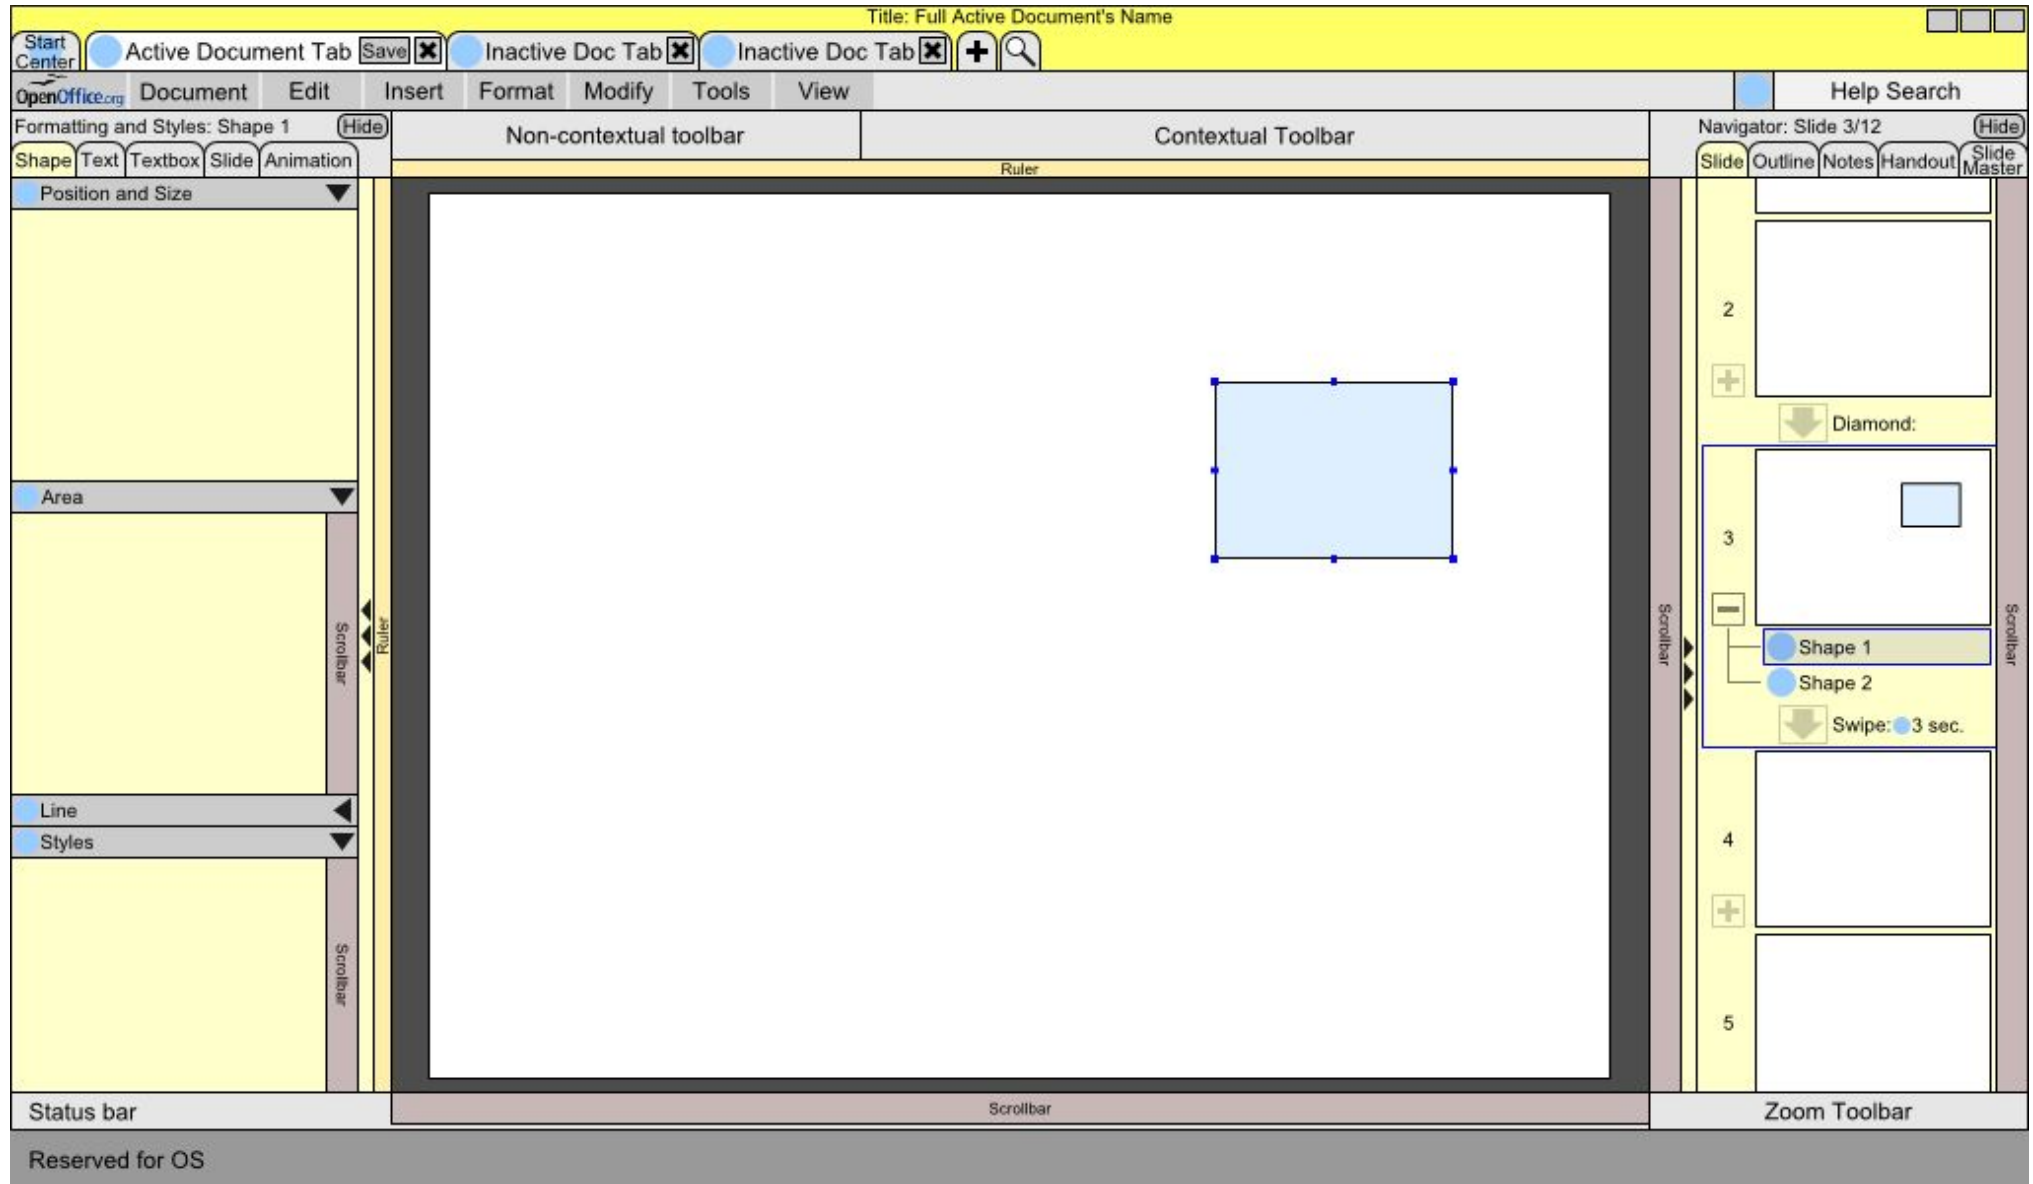 Title: Full Active Document's Name
Start
Center
Active Document Tab Save
Inactive Doc Tab
Inactive Doc Tab
OpenOffice.org Document Edit Insert Format Modify Tools View Help Search
Formatting and Styles: Shape 1 Hide
Shape Text Textbox Slide Animation
Non-contextual toolbar
Contextual Toolbar
Ruler
Navigator: Slide 3/12 Hide
Slide Outline Notes Handout Slide
Master
Position and Size
Area
Scrollbar
Line
Styles
Scrollbar
Ruler
Scrollbar
2
Diamond:
3
Shape 1
Shape 2
Swipe: 3 sec.
4
5
Scrollbar
Status bar
Scrollbar
Zoom Toolbar
Reserved for OS